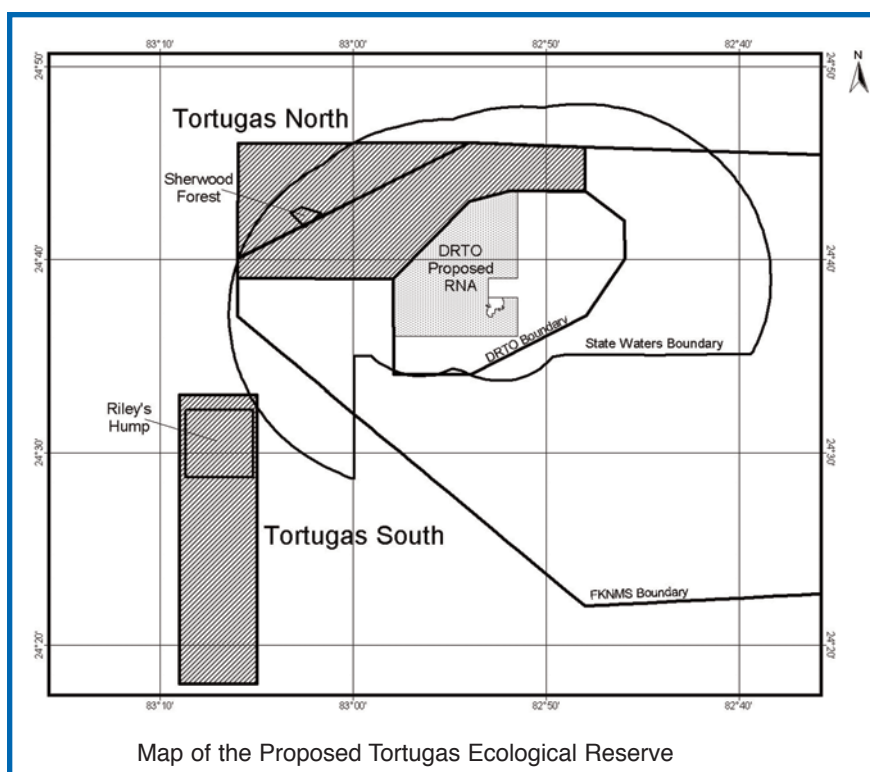 83°10'
83°00'
82°50'
82°40'
N
24°50'
24°50'
Tortugas North
Sherwood
Forest
DRTO
Proposed
RNA
24°40'
24°40'
DRTO Boundary
State Waters Boundary
Riley's
Hump
24°30'
24°30'
Tortugas South
FKNMS Boundary
24°20'
24°20'
83°10'
83°00'
82°50'
82°40'
Map of the Proposed Tortugas Ecological Reserve